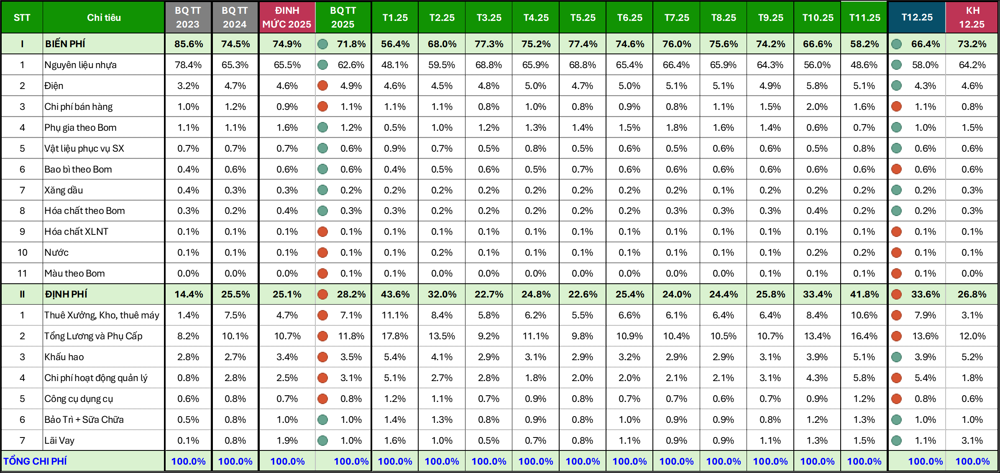 STT Chỉ tiêu BQ TT 2023 BQ TT 2024 ĐINH MỨC 2025 BQ TT 2025 T1.25 T2.25 T3.25 T4.25 T5.25 T6.25 T7.25 T8.25 T9.25 T10.25 T11.25 T12.25 KH 12.25
I BIẾN PHÍ 85.6% 74.5% 74.9% 71.8% 56.4% 68.0% 77.3% 75.2% 77.4% 74.6% 76.0% 75.6% 74.2% 66.6% 58.2% 66.4% 73.2%
1 Nguyên liệu nhựa 78.4% 65.3% 65.5% 62.6% 48.1% 59.5% 68.8% 65.9% 68.8% 65.4% 66.4% 65.9% 64.3% 56.0% 48.6% 58.0% 64.2%
2 Điện 3.2% 4.7% 4.6% 4.9% 4.6% 4.5% 4.8% 5.0% 4.7% 5.0% 5.1% 5.1% 4.9% 5.8% 5.1% 4.3% 4.6%
3 Chi phí bán hàng 1.0% 1.2% 0.9% 1.1% 1.1% 1.1% 0.8% 1.0% 0.8% 0.9% 0.8% 1.1% 1.5% 2.0% 1.6% 1.1% 0.8%
4 Phụ gia theo Bom 1.1% 1.1% 1.6% 1.2% 0.5% 1.0% 1.2% 1.3% 1.4% 1.5% 1.8% 1.6% 1.4% 0.6% 0.7% 1.0% 1.5%
5 Vật liệu phục vụ SX 0.7% 0.7% 0.7% 0.6% 0.9% 0.7% 0.5% 0.8% 0.5% 0.6% 0.5% 0.6% 0.6% 0.5% 0.8% 0.6% 0.6%
6 Bao bì theo Bom 0.4% 0.6% 0.6% 0.6% 0.4% 0.5% 0.6% 0.5% 0.7% 0.6% 0.6% 0.6% 0.6% 0.6% 0.6% 0.6% 0.6%
7 Xăng dầu 0.4% 0.3% 0.3% 0.2% 0.2% 0.2% 0.2% 0.2% 0.2% 0.2% 0.2% 0.1% 0.2% 0.2% 0.2% 0.2% 0.3%
8 Hóa chất theo Bom 0.3% 0.2% 0.4% 0.3% 0.3% 0.2% 0.2% 0.2% 0.2% 0.2% 0.3% 0.3% 0.3% 0.4% 0.2% 0.2% 0.3%
9 Hóa chất XLNT 0.1% 0.1% 0.1% 0.1% 0.1% 0.1% 0.1% 0.1% 0.1% 0.1% 0.1% 0.1% 0.1% 0.1% 0.1% 0.1% 0.1%
10 Nước 0.1% 0.1% 0.1% 0.1% 0.1% 0.2% 0.1% 0.1% 0.1% 0.1% 0.1% 0.1% 0.1% 0.2% 0.2% 0.1% 0.1%
11 Màu theo Bom 0.0% 0.0% 0.0% 0.1% 0.1% 0.0% 0.0% 0.0% 0.0% 0.0% 0.0% 0.0% 0.1% 0.1% 0.1% 0.1% 0.0%
II ĐỊNH PHÍ 14.4% 25.5% 25.1% 28.2% 43.6% 32.0% 22.7% 24.8% 22.6% 25.4% 24.0% 24.4% 25.8% 33.4% 41.8% 33.6% 26.8%
1 Thuê Xưởng, Kho, thuê máy 1.4% 7.5% 4.7% 7.1% 11.1% 8.4% 5.8% 6.2% 5.5% 6.6% 6.1% 6.4% 6.4% 8.4% 10.6% 7.9% 3.1%
2 Tổng Lương và Phụ Cấp 8.2% 10.1% 10.7% 11.8% 17.8% 13.5% 9.2% 11.1% 9.8% 10.9% 10.4% 10.5% 10.7% 13.4% 16.4% 13.6% 12.0%
3 Khấu hao 2.8% 2.7% 3.4% 3.5% 5.4% 4.1% 2.9% 3.1% 2.9% 3.2% 2.9% 2.9% 3.1% 3.9% 5.1% 3.9% 5.2%
4 Chi phí hoạt động quản lý 0.8% 2.8% 2.5% 3.1% 5.1% 2.7% 2.8% 1.8% 2.0% 2.0% 2.1% 2.1% 3.1% 4.3% 5.8% 5.4% 1.8%
5 Công cụ dụng cụ 0.6% 0.8% 0.7% 0.8% 1.2% 1.1% 0.7% 0.9% 0.8% 0.7% 0.7% 0.6% 0.7% 0.9% 1.2% 0.8% 0.6%
6 Bảo Trì + Sữa Chữa 0.5% 0.8% 1.0% 1.0% 1.4% 1.3% 0.8% 0.9% 0.8% 1.0% 0.9% 0.9% 0.8% 1.2% 1.3% 1.0% 1.0%
7 Lãi Vay 0.1% 0.8% 1.9% 1.0% 1.6% 1.0% 0.5% 0.7% 0.8% 1.1% 0.9% 0.9% 1.1% 1.3% 1.5% 1.1% 3.1%
TỔNG CHI PHÍ 100.0% 100.0% 100.0% 100.0% 100.0% 100.0% 100.0% 100.0% 100.0% 100.0% 100.0% 100.0% 100.0% 100.0% 100.0% 100.0% 100.0%